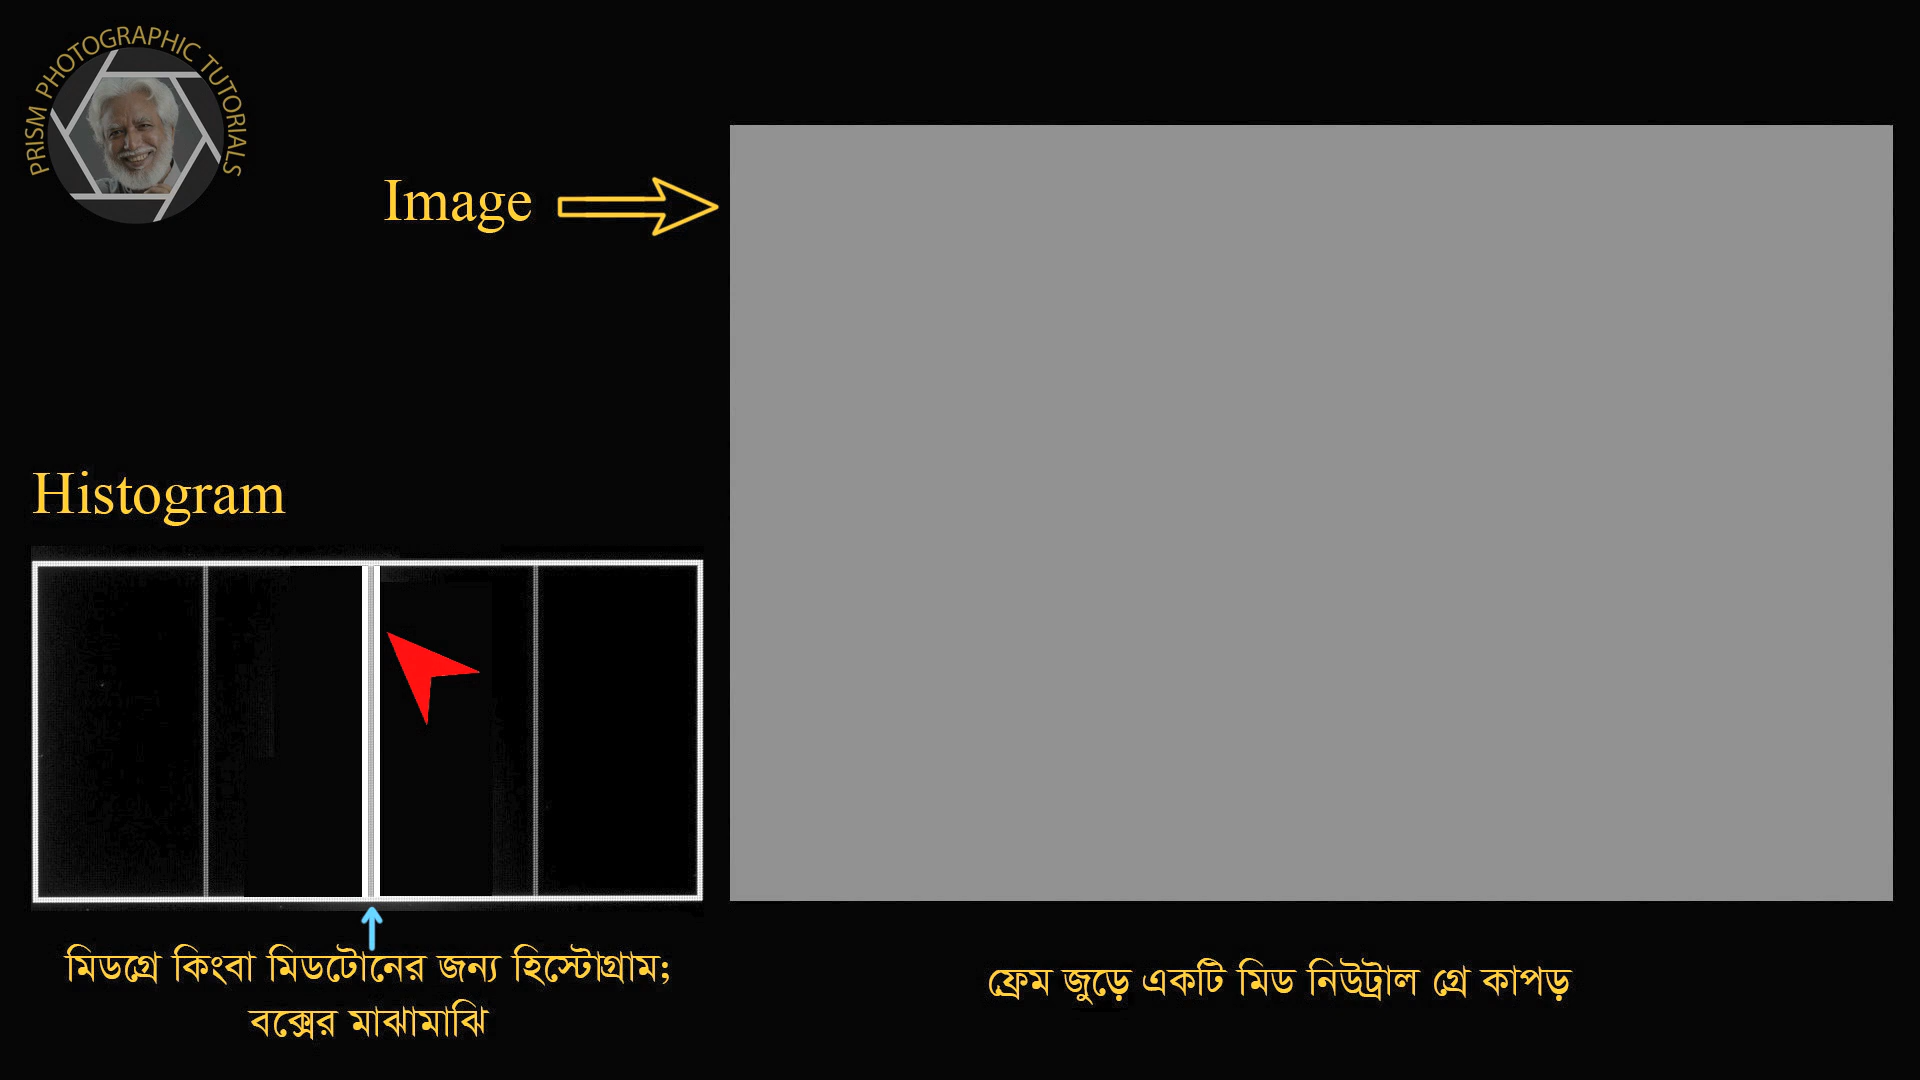 PRISM PHOTOGRAPHIC TUTORIALS
Image
Histogram
মিডগ্রে কিংবা মিডটোনের জন্য হিস্টোগ্রাম;
বক্সের মাঝামাঝি
ফ্রেম জুড়ে একটি মিড নিউট্রাল গ্রে কাপড়